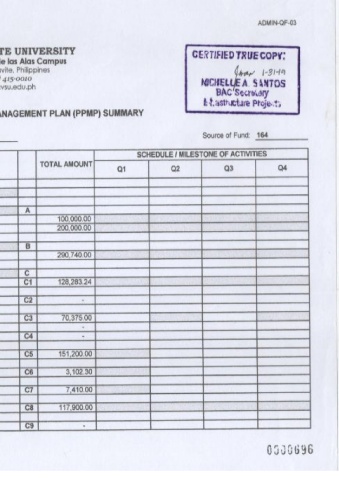 ADMIN-QF-03
TE UNIVERSITY
de las Alas Campus
vite, Philippines
415-0010
vsu.edu.ph
CERTIFIED TRUE COPY:
1-31-19
MICHELLE A. SANTOS
BAC Secretary
Infrastructure Projects
ANAGEMENT PLAN (PPMP) SUMMARY
Source of Fund: 164
TOTAL AMOUNT SCHEDULE / MILESTONE OF ACTIVITIES
Q1 Q2 Q3 Q4
A
100,000.00
200,000.00
B
290,740.00
C
C1 128,283.24
C2 -
C3 70,375.00
-
C4 -
C5 151,200.00
C6 3,102.30
C7 7,410.00
C8 117,900.00
C9 -
0000696